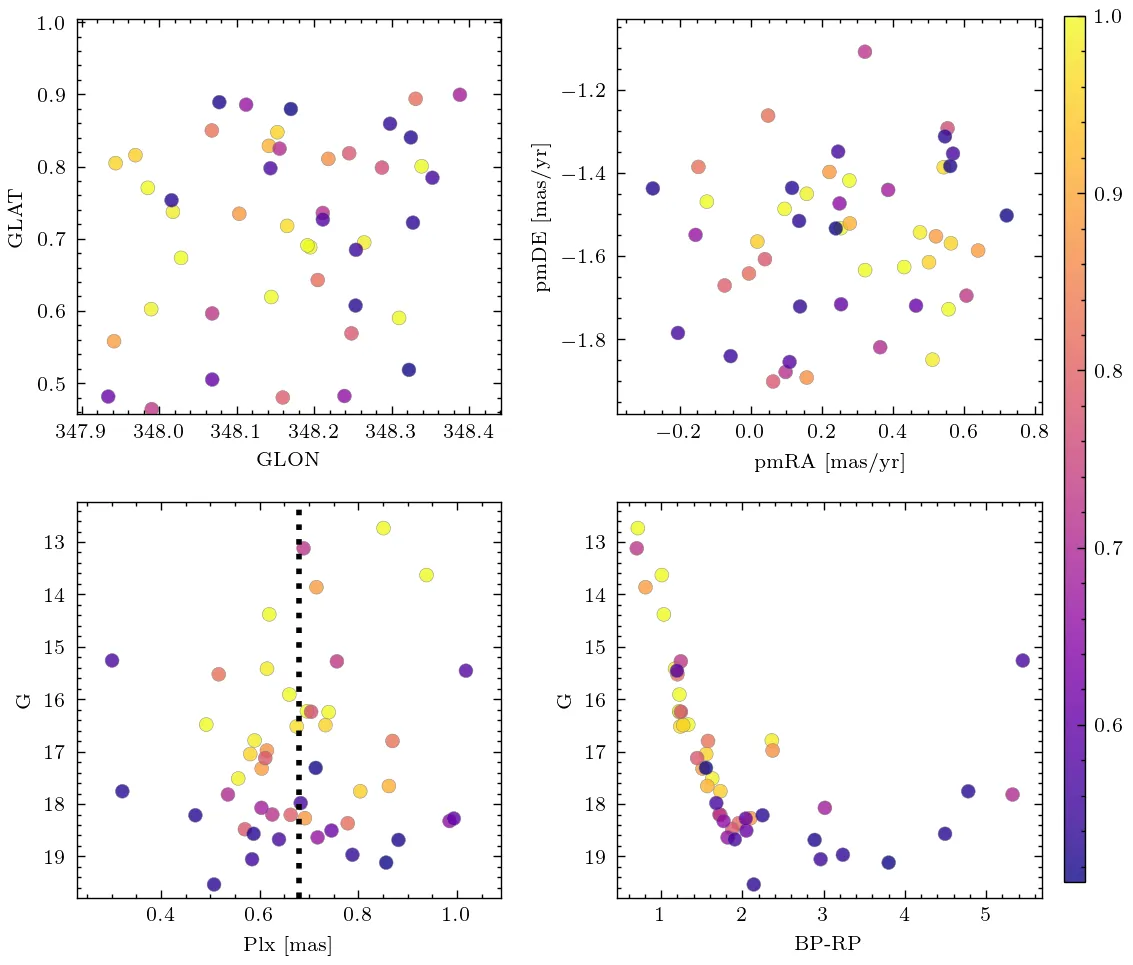 1.0
0.9
0.8
0.7
0.6
0.5
GLAT
347.9 348.0 348.1 348.2 348.3 348.4
GLON
−1.2
−1.4
−1.6
−1.8
pmDE [mas/yr]
−0.2 0.0 0.2 0.4 0.6 0.8
pmRA [mas/yr]
1.0
0.9
0.8
0.7
0.6
13
14
15
16
17
18
19
G
0.4 0.6 0.8 1.0
Plx [mas]
13
14
15
16
17
18
19
G
1 2 3 4 5
BP-RP